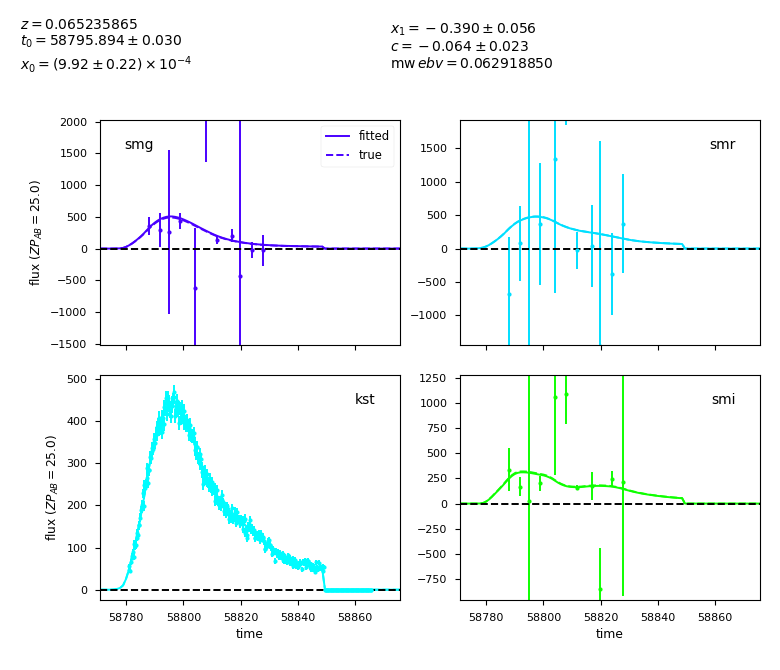 z = 0.065235865
t₀ = 58795.894 ± 0.030
x₀ = (9.92 ± 0.22) × 10⁻⁴
x₁ = −0.390 ± 0.056
c = −0.064 ± 0.023
mw ebv = 0.062918850
smg
fitted
true
2000
1500
1000
500
0
−500
−1000
−1500
flux (ZP_AB = 25.0)
smr
1500
1000
500
0
−500
−1000
kst
500
400
300
200
100
0
flux (ZP_AB = 25.0)
58780 58800 58820 58840 58860
time
smi
1250
1000
750
500
250
0
−250
−500
−750
58780 58800 58820 58840 58860
time